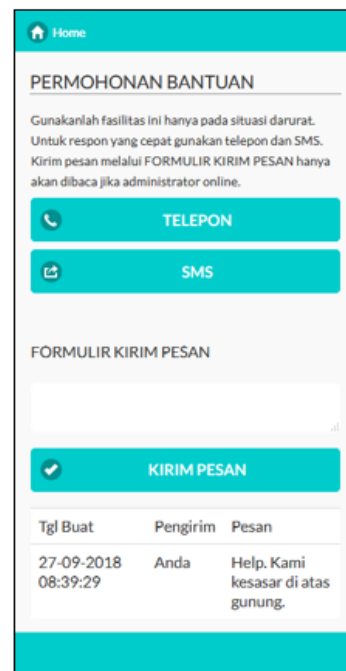 Home
PERMOHONAN BANTUAN
Gunakanlah fasilitas ini hanya pada situasi darurat.
Untuk respon yang cepat gunakan telepon dan SMS.
Kirim pesan melalui FORMULIR KIRIM PESAN hanya
akan dibaca jika administrator online.
TELEPON
SMS
FORMULIR KIRIM PESAN
KIRIM PESAN
Tgl Buat Pengirim Pesan
27-09-2018 Anda Help. Kami
08:39:29 kesasar di atas
gunung.